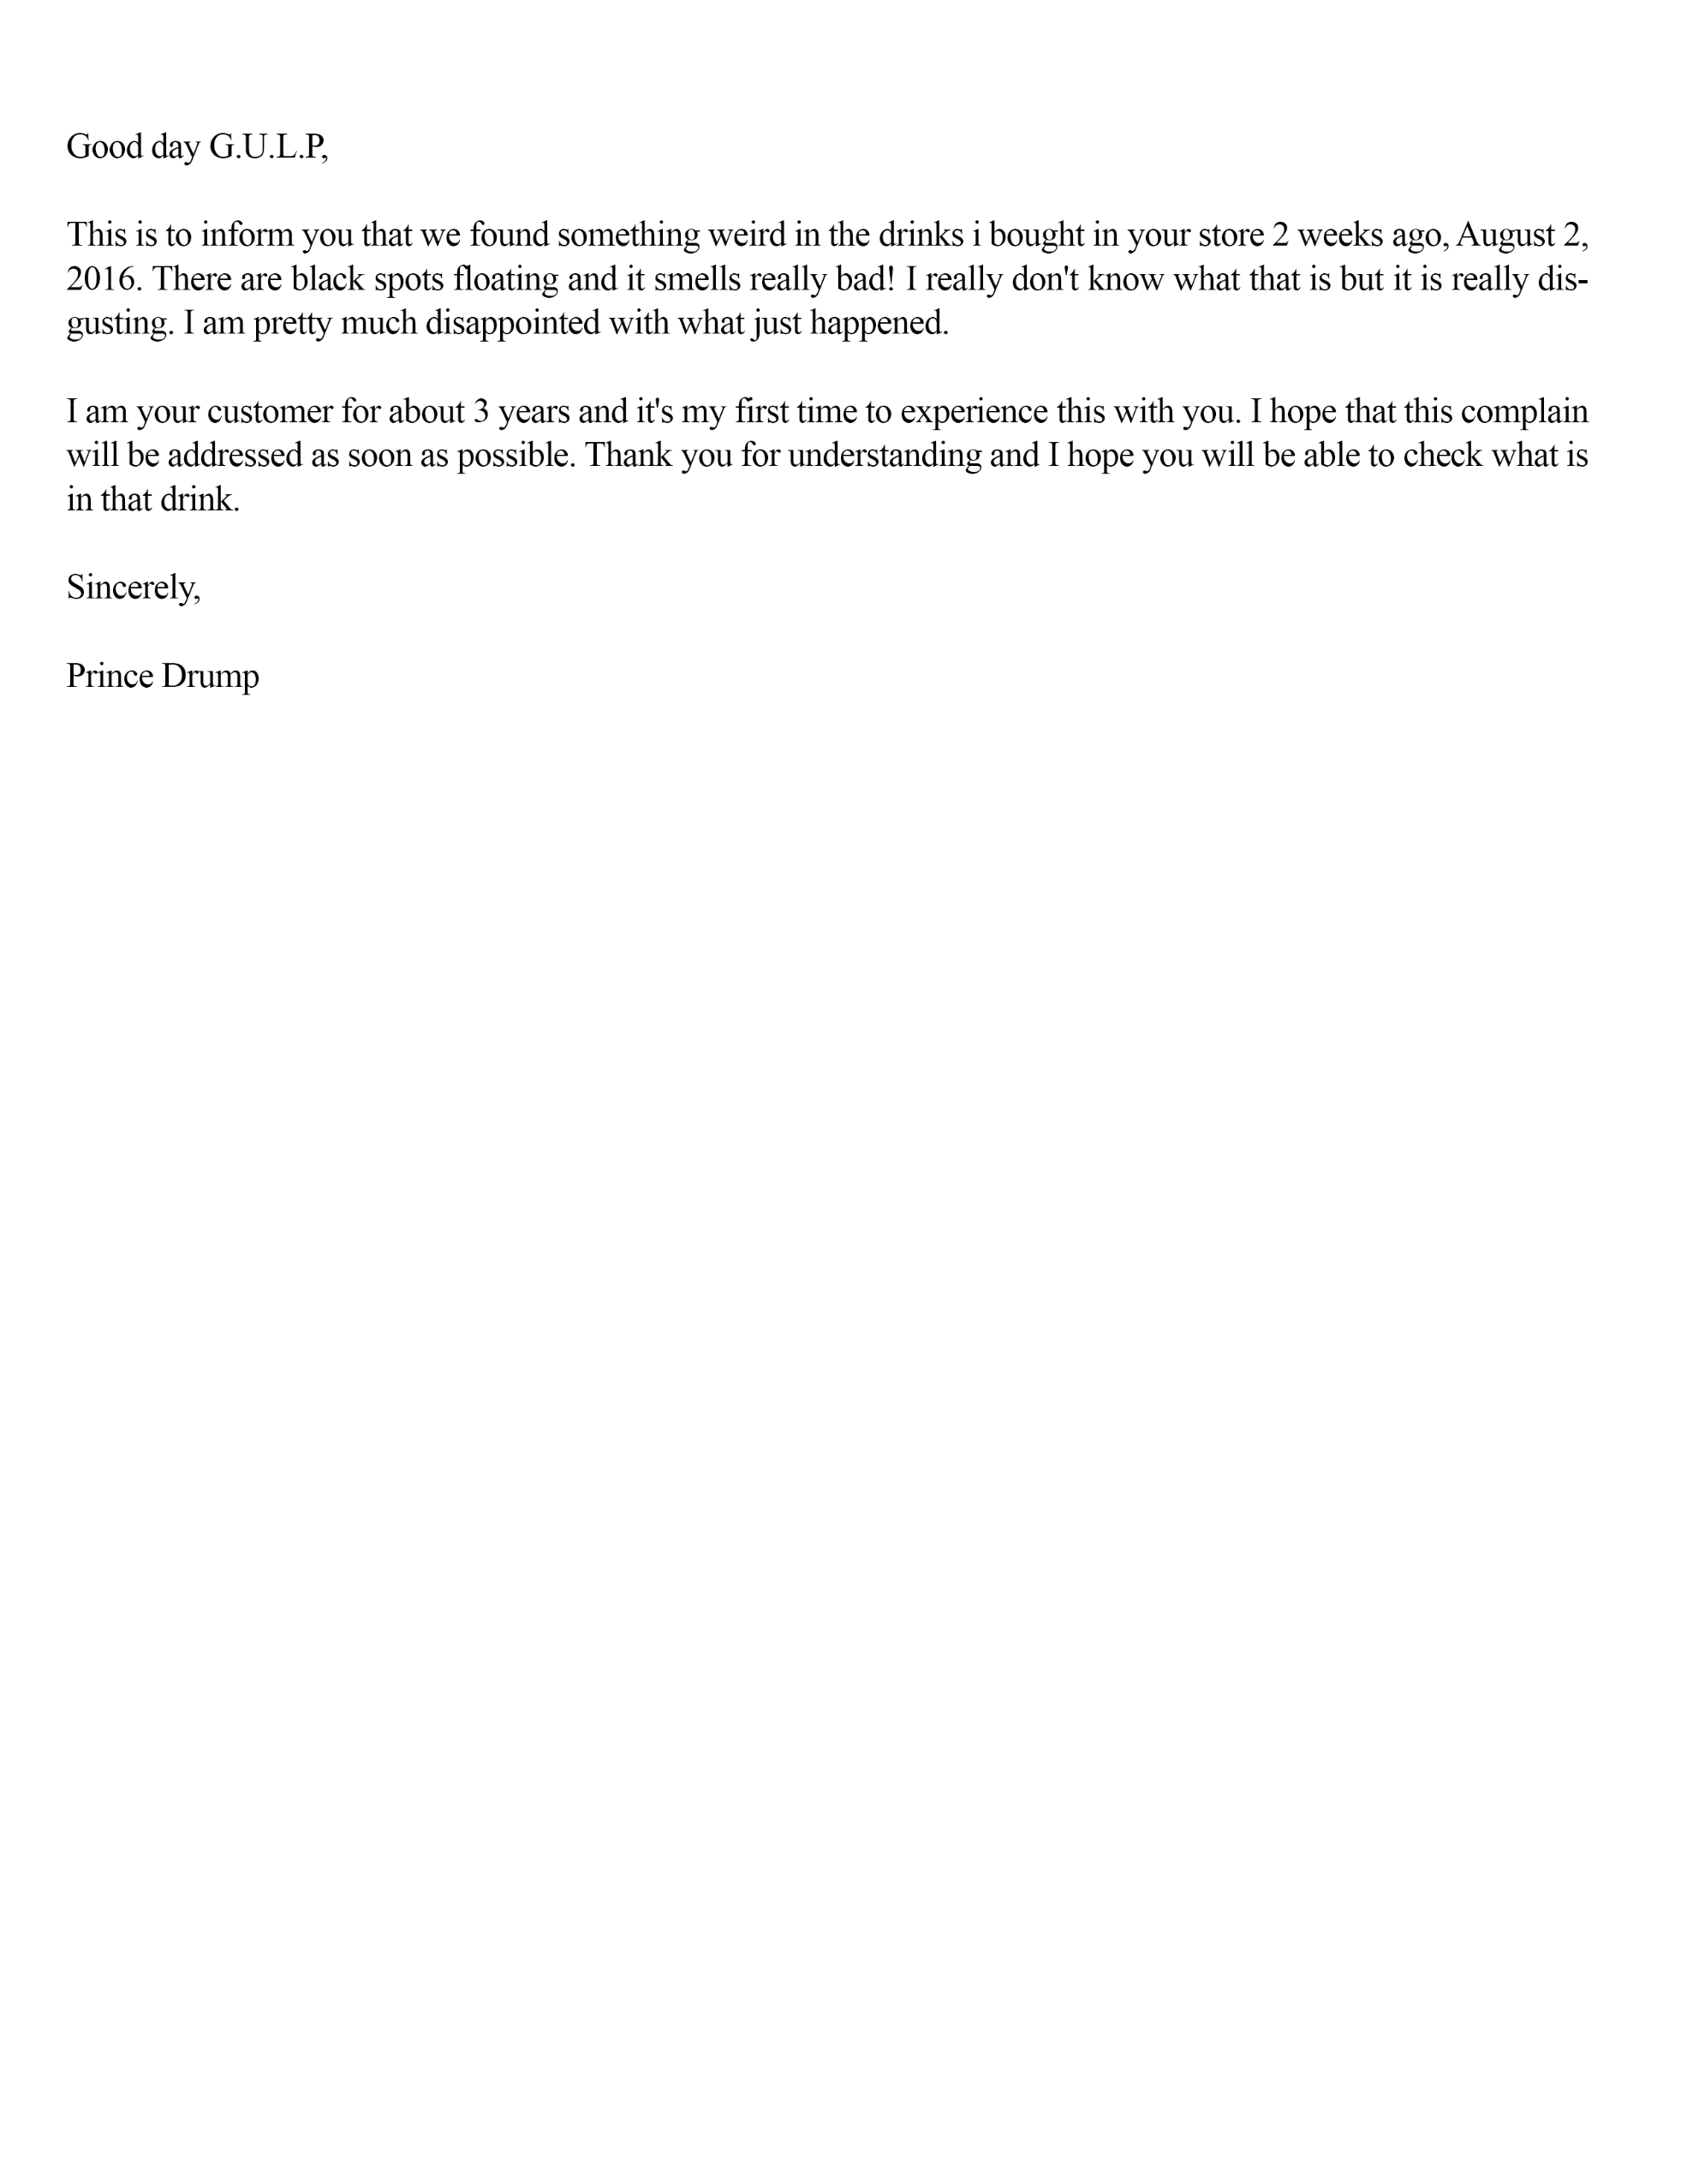 Good day G.U.L.P,
This is to inform you that we found something weird in the drinks i bought in your store 2 weeks ago, August 2,
2016. There are black spots floating and it smells really bad! I really don't know what that is but it is really dis-
gusting. I am pretty much disappointed with what just happened.
I am your customer for about 3 years and it's my first time to experience this with you. I hope that this complain
will be addressed as soon as possible. Thank you for understanding and I hope you will be able to check what is
in that drink.
Sincerely,
Prince Drump